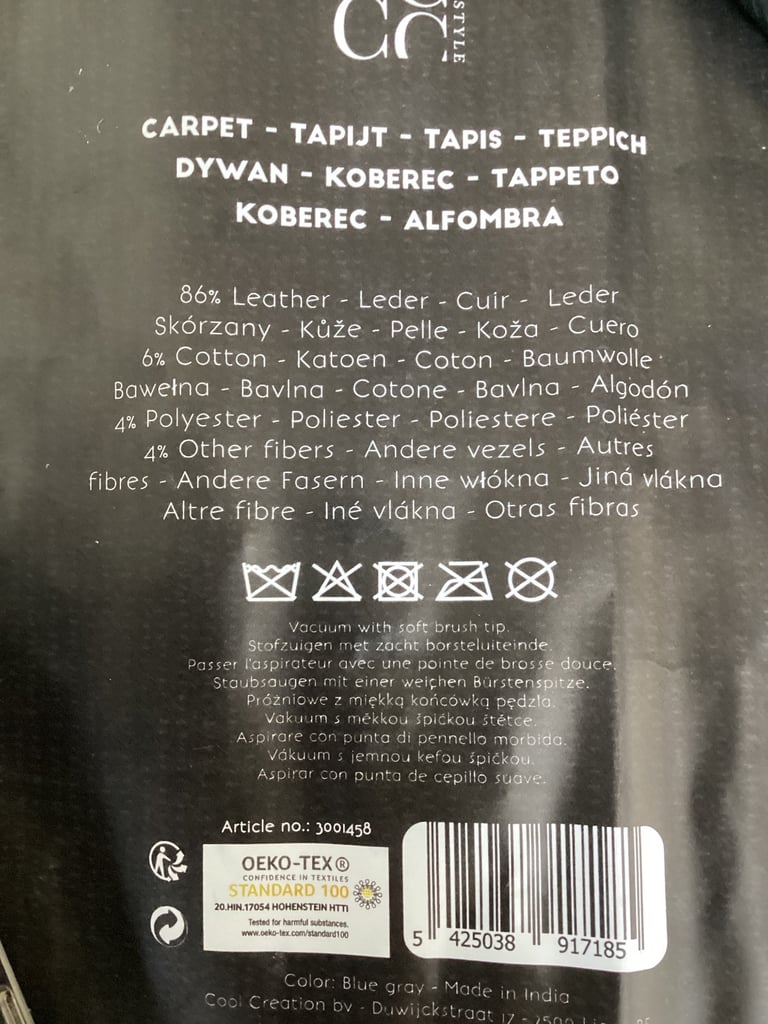 STYLE
CARPET - TAPIJT - TAPIS - TEPPICH
DYWAN - KOBEREC - TAPPETO
KOBEREC - ALFOMBRA
86% Leather - Leder - Cuir - Leder
Skórzany - Kůže - Pelle - Koža - Cuero
6% Cotton - Katoen - Coton - Baumwolle
Bawełna - Bavlna - Cotone - Bavlna - Algodón
4% Polyester - Poliester - Poliestere - Poliéster
4% Other fibers - Andere vezels - Autres
fibres - Andere Fasern - Inne włókna - Jiná vlákna
Altre fibre - Iné vlákna - Otras fibras
Vacuum with soft brush tip.
Stofzuigen met zacht borsteluiteinde.
Passer l'aspirateur avec une pointe de brosse douce.
Staubsaugen mit einer weichen Bürstenspitze.
Próżniowe z miękką końcówką pędzla.
Vakuum s měkkou špičkou štětce.
Aspirare con punta di pennello morbida.
Vákuum s jemnou kefou špičkou.
Aspirar con punta de cepillo suave.
Article no.: 3001458
OEKO-TEX®
CONFIDENCE IN TEXTILES
STANDARD 100
20.HIN.17054 HOHENSTEIN HTTI
Tested for harmful substances.
www.oeko-tex.com/standard100
5 425038 917185
Color: Blue gray - Made in India
Cool Creation bv - Duwijckstraat 17 - 2500